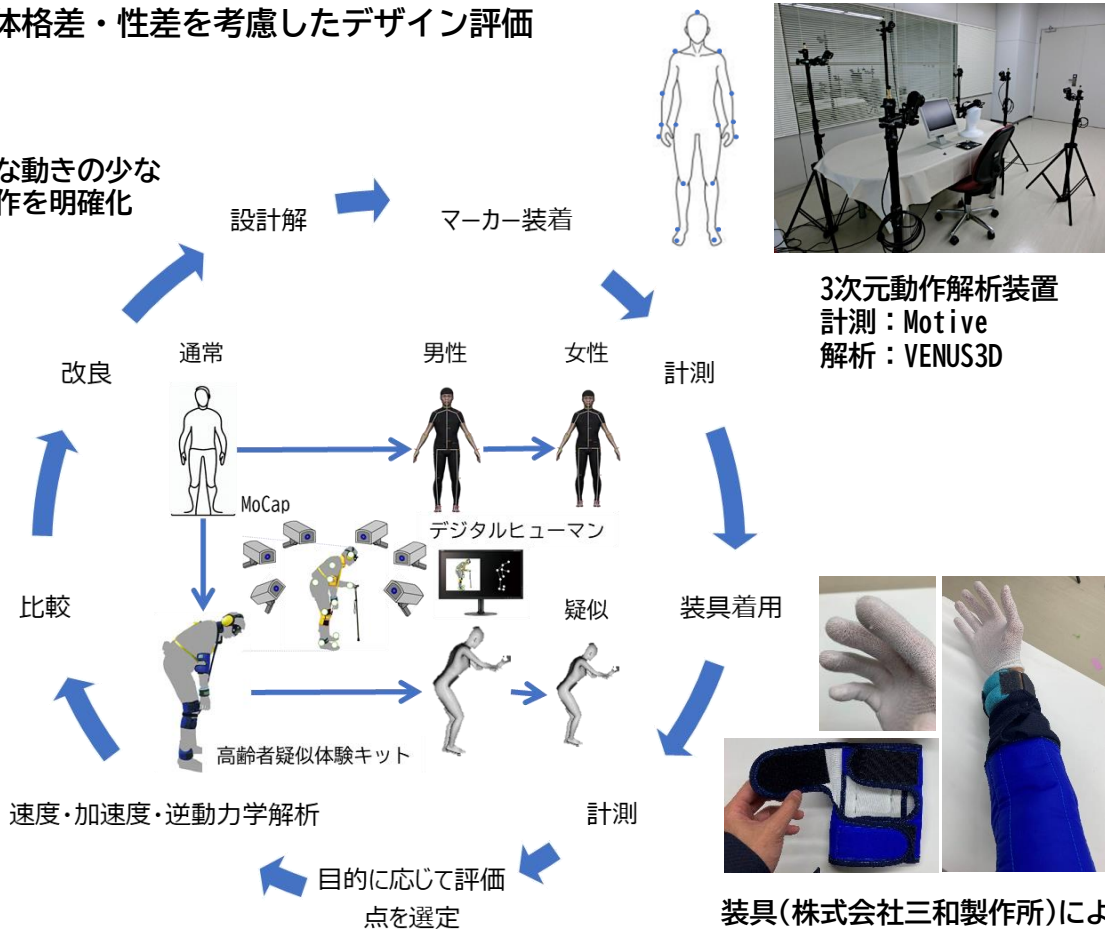 体格差・性差を考慮したデザイン評価
な動きの少な
作を明確化
設計解
マーカー装着
3次元動作解析装置
計測：Motive
解析：VENUS3D
改良
通常
男性
女性
計測
MoCap
デジタルヒューマン
比較
疑似
装具着用
高齢者疑似体験キット
速度・加速度・逆動力学解析
計測
目的に応じて評価
点を選定
装具(株式会社三和製作所)によ